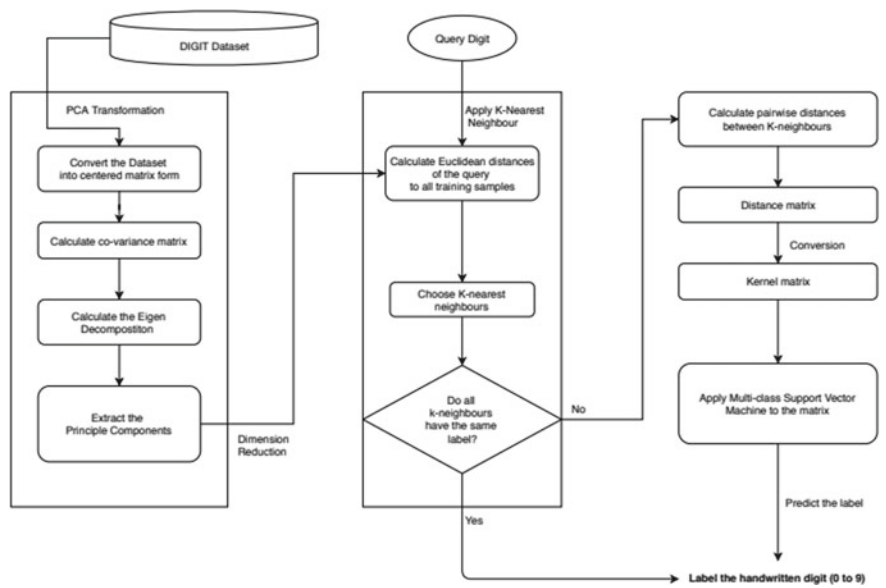 DIGIT Dataset
Query Digit
PCA Transformation
Convert the Dataset
into centered matrix form
Calculate co-variance matrix
Calculate the Eigen
Decompostiton
Extract the
Principle Components
Dimension
Reduction
Apply K-Nearest
Neighbour
Calculate Euclidean distances
of the query
to all training samples
Choose K-nearest
neighbours
Do all
k-neighbours
have the same
label?
No
Yes
Calculate pairwise distances
between K-neighbours
Distance matrix
Conversion
Kernel matrix
Apply Multi-class Support Vector
Machine to the matrix
Predict the label
Label the handwritten digit (0 to 9)